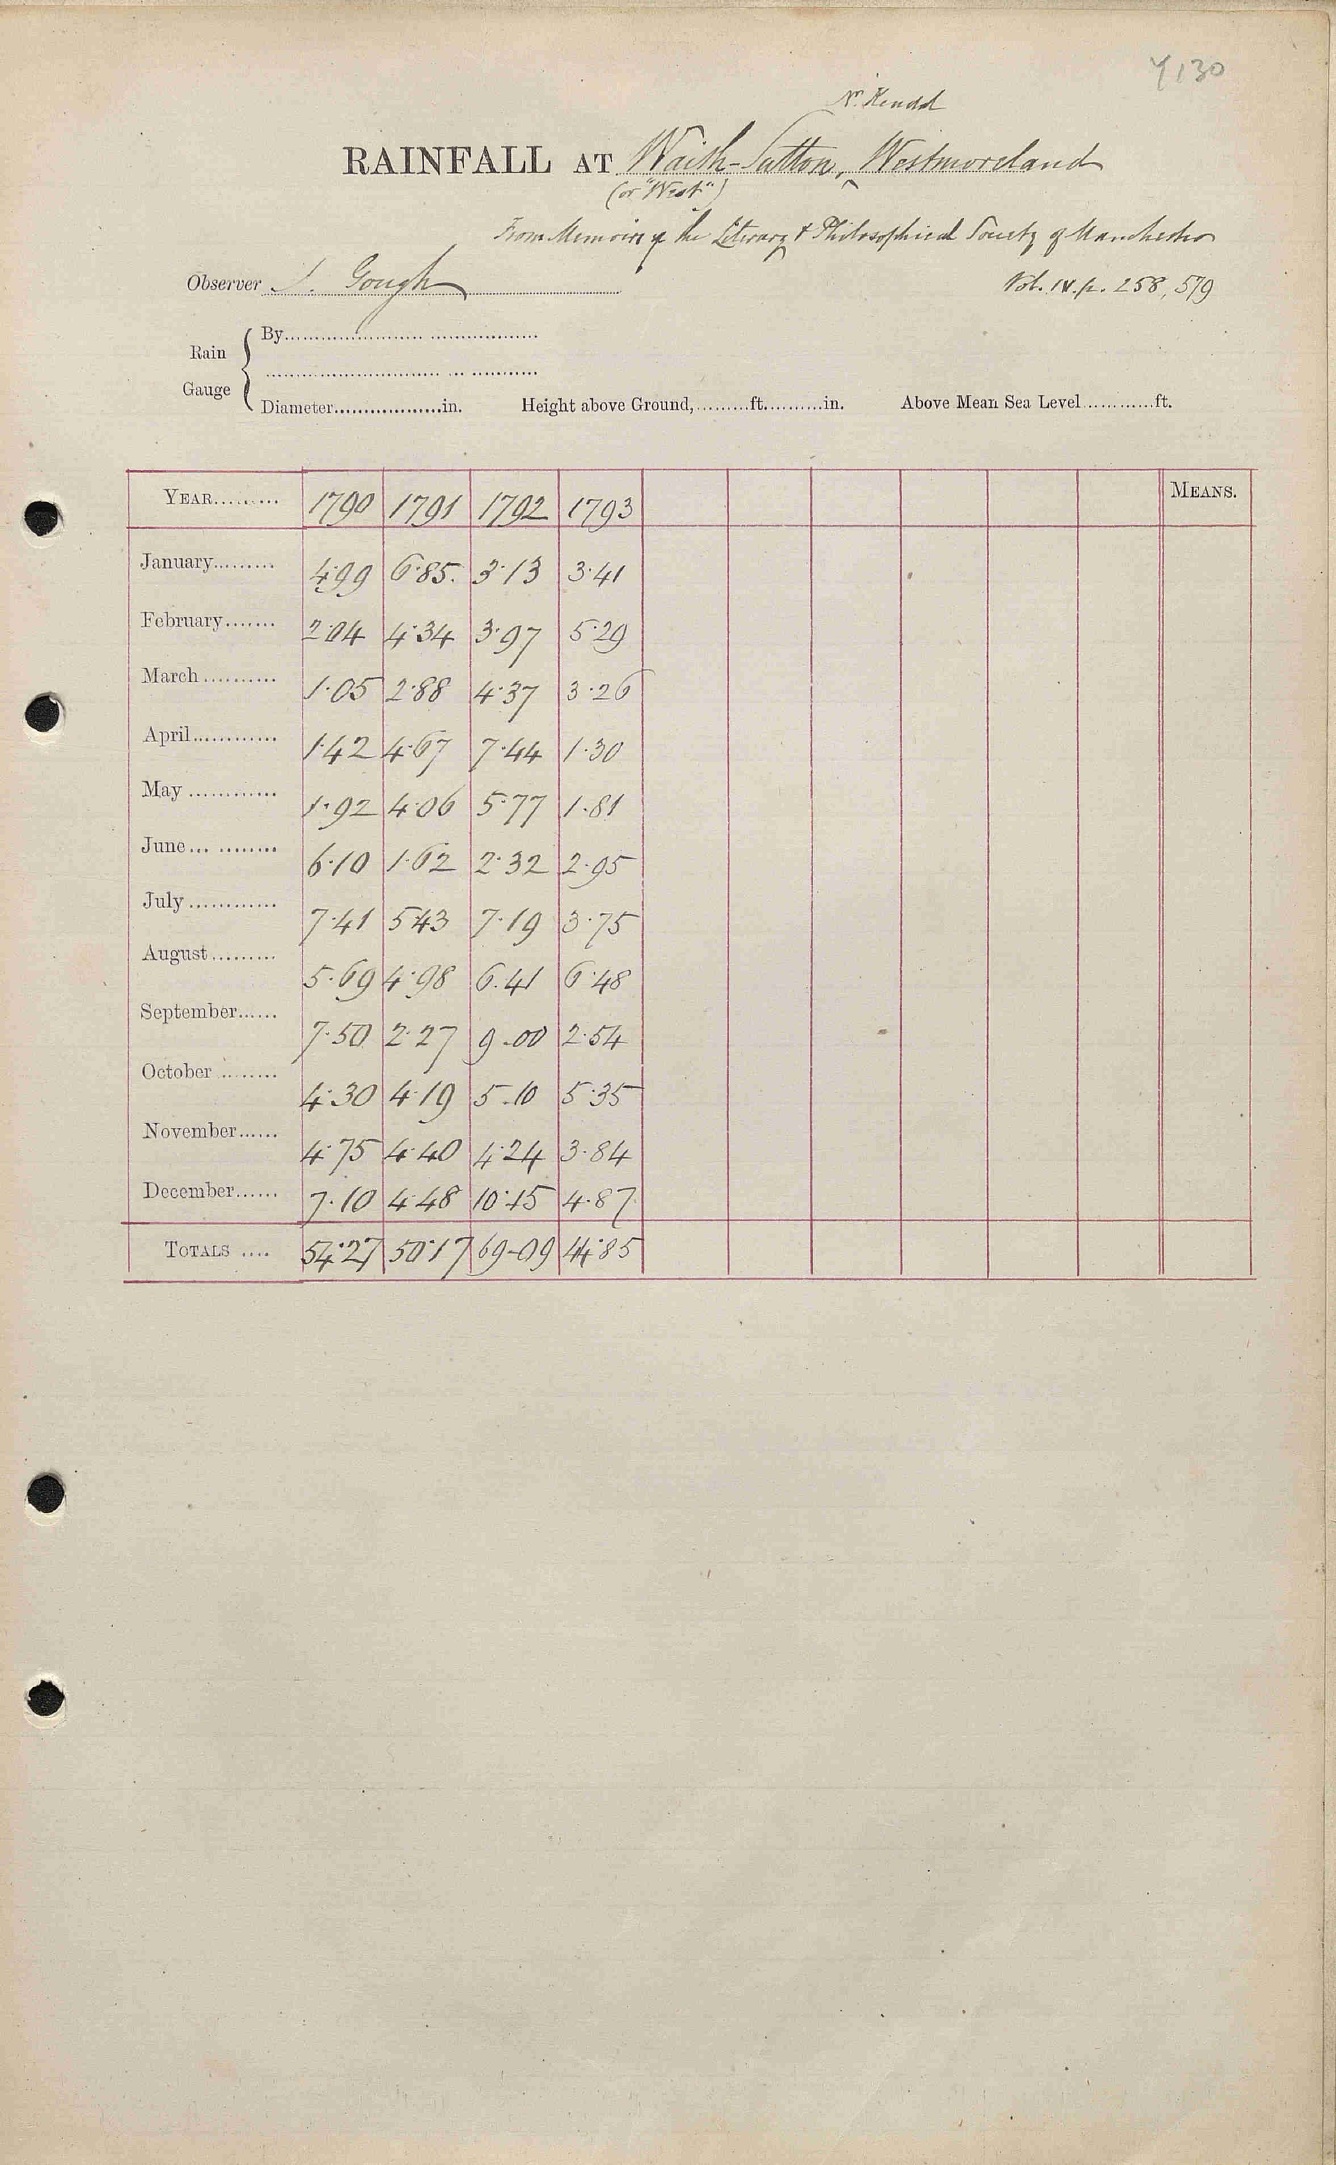 Y130
Nr. Kendal
RAINFALL AT Waith-Sutton, Westmoreland
(or "West")
From Memoirs of the Literary & Philosophical Society of Manchester
Observer J. Gough Vol. IV. p. 258, 579
Rain Gauge { By
Diameter in. Height above Ground, ft. in. Above Mean Sea Level ft.
YEAR 1790 1791 1792 1793 MEANS.
January 4.99 6.85 3.13 3.41
February 2.04 4.34 3.97 5.29
March 1.05 2.88 4.37 3.26
April 1.42 4.67 7.44 1.30
May 1.92 4.06 5.77 1.81
June 6.10 1.62 2.32 2.95
July 7.41 5.43 7.19 3.75
August 5.69 4.98 6.41 6.48
September 7.50 2.27 9.00 2.54
October 4.30 4.19 5.10 5.35
November 4.75 4.40 4.24 3.84
December 7.10 4.48 10.15 4.87
TOTALS 54.27 50.17 69.09 44.85